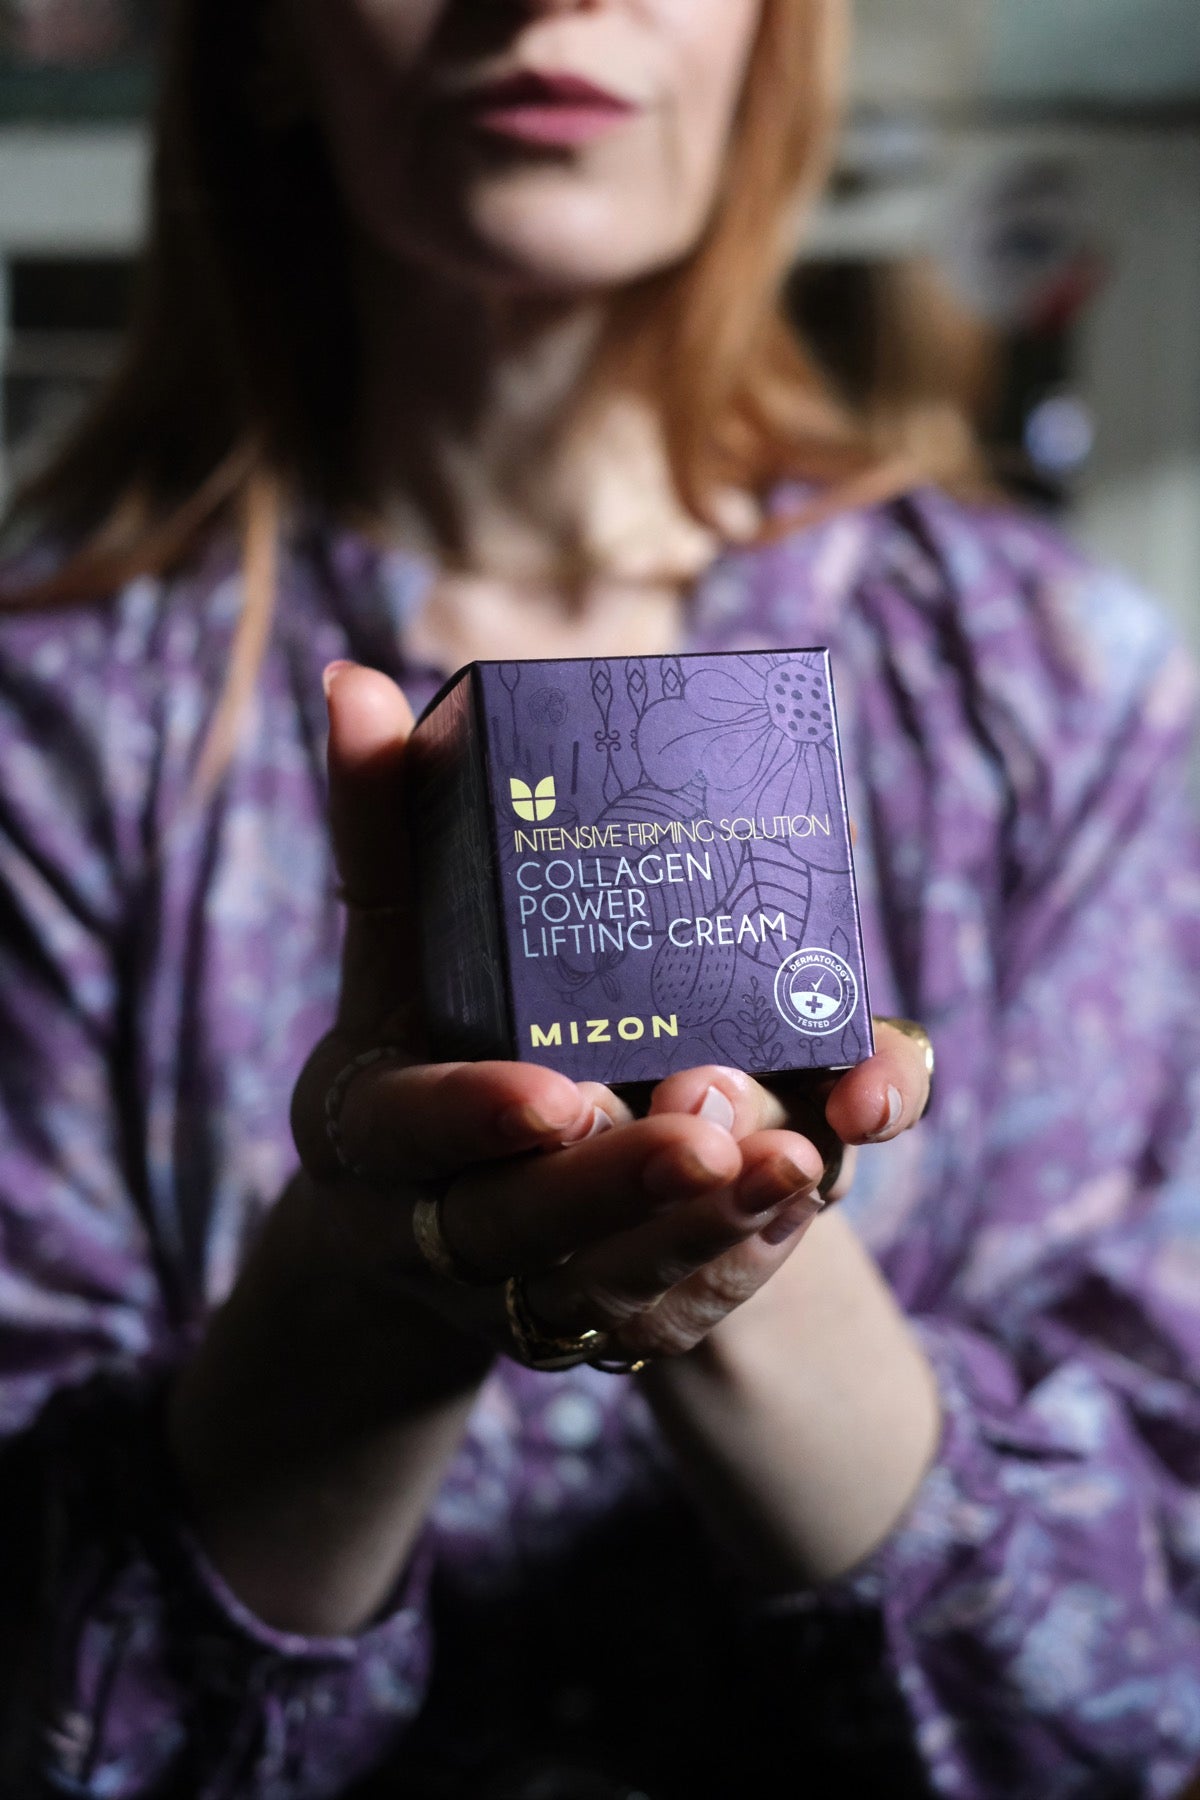 INTENSIVE FIRMING SOLUTION
COLLAGEN
POWER
LIFTING CREAM
DERMATOLOGY
TESTED
MIZON